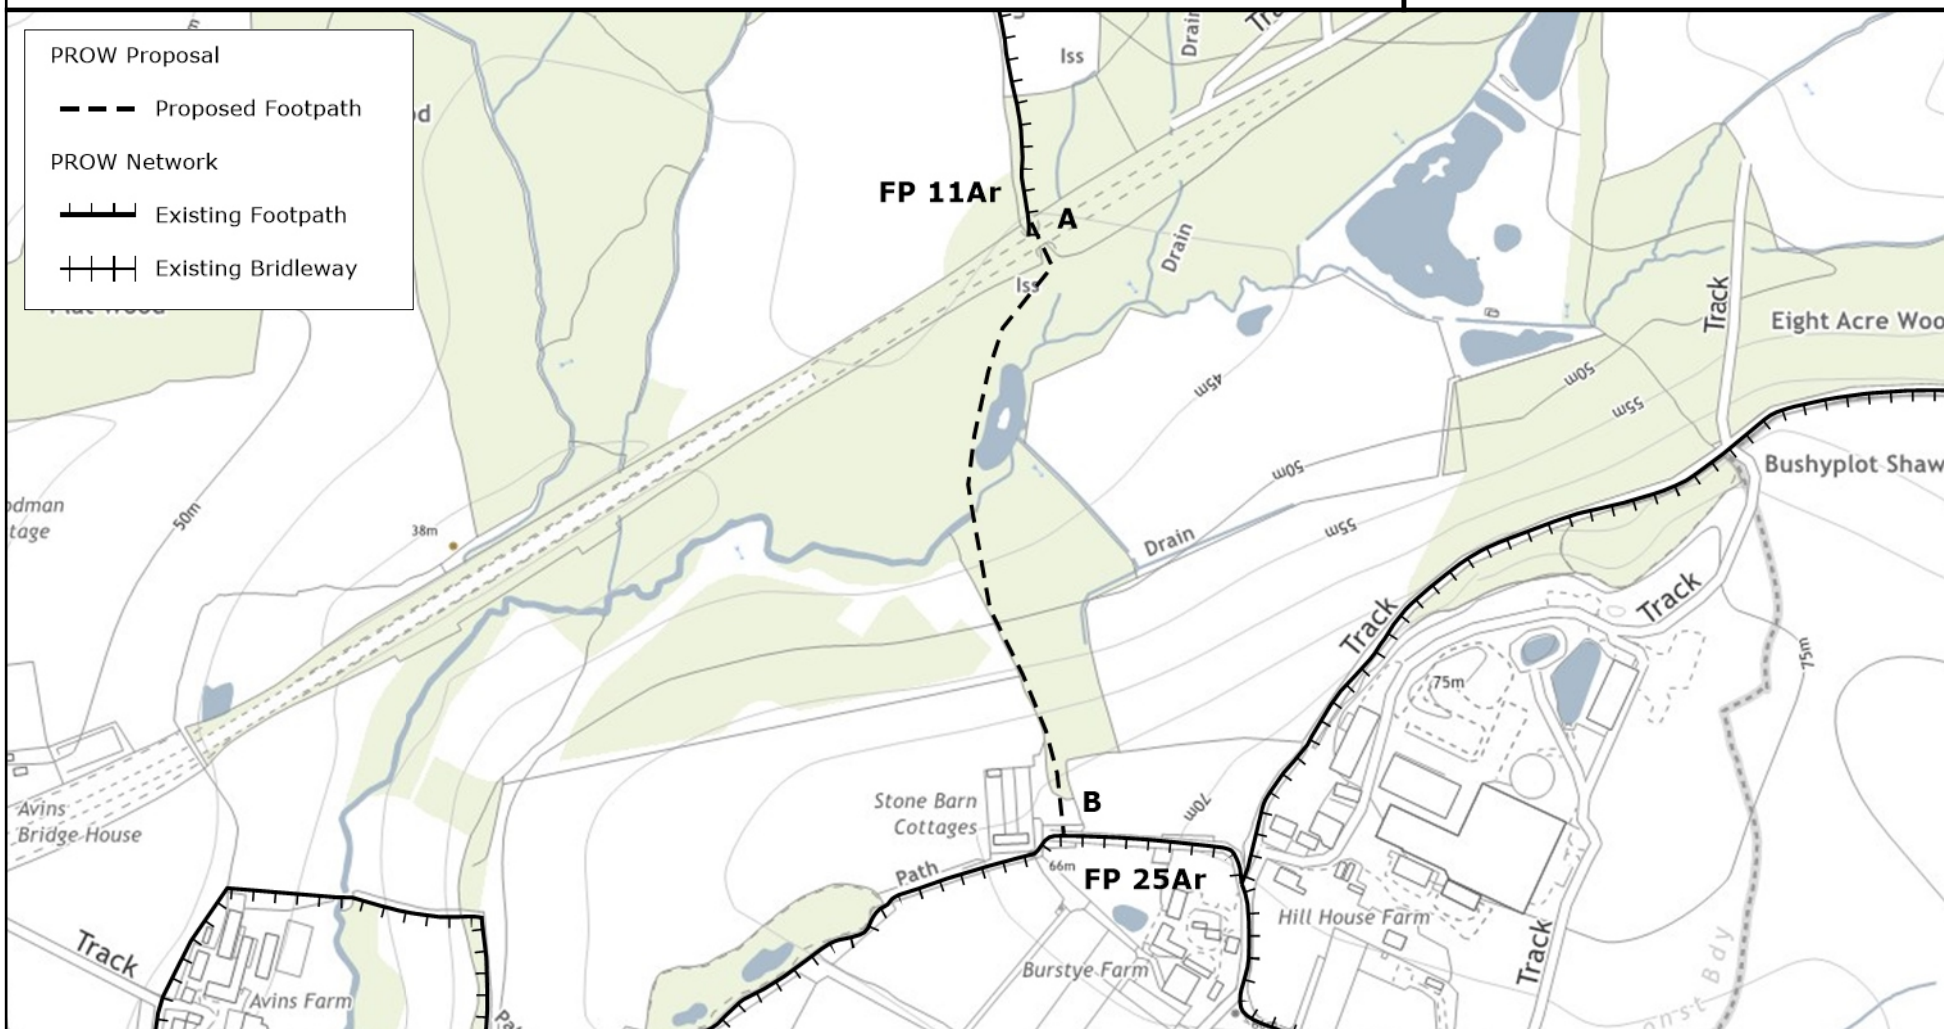 PROW Proposal
Proposed Footpath
PROW Network
Existing Footpath
Existing Bridleway
Iss
Drain
FP 11Ar
A
Drain
Iss
Track
Eight Acre Woo
45m
50m
55m
50m
Bushyplot Shaw
50m
38m
Drain
55m
Track
Track
75m
75m
Stone Barn
Cottages
B
70m
Avins
Bridge House
Path
66m
FP 25Ar
Hill House Farm
Track
Track
Burstye Farm
Avins Farm